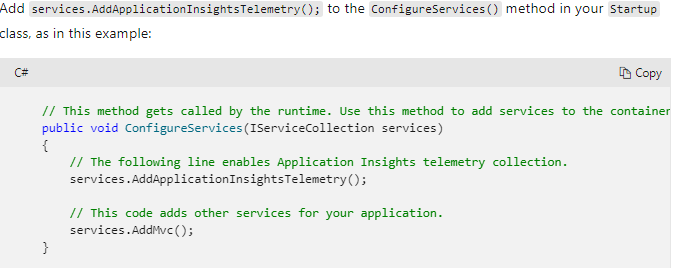 Add services.AddApplicationInsightsTelemetry(); to the ConfigureServices() method in your Startup
class, as in this example:
C# Copy
// This method gets called by the runtime. Use this method to add services to the container
public void ConfigureServices(IServiceCollection services)
{
// The following line enables Application Insights telemetry collection.
services.AddApplicationInsightsTelemetry();
// This code adds other services for your application.
services.AddMvc();
}